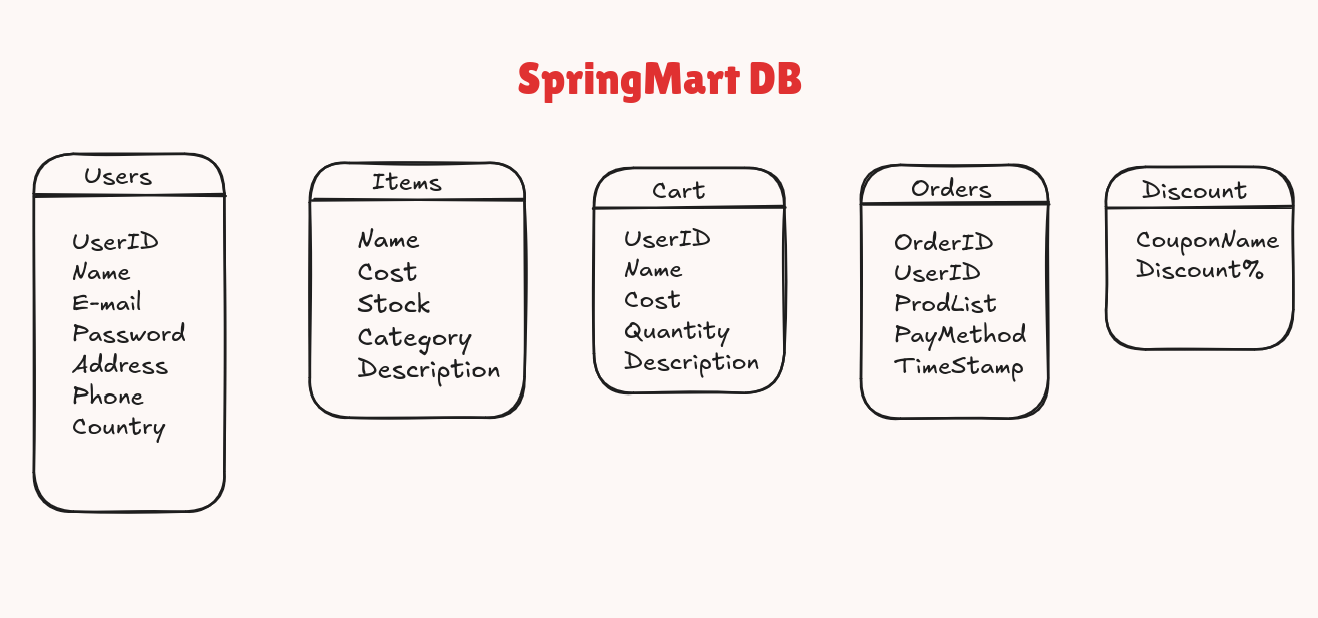 SpringMart DB
Users
UserID
Name
E-mail
Password
Address
Phone
Country
Items
Name
Cost
Stock
Category
Description
Cart
UserID
Name
Cost
Quantity
Description
Orders
OrderID
UserID
ProdList
PayMethod
TimeStamp
Discount
CouponName
Discount%